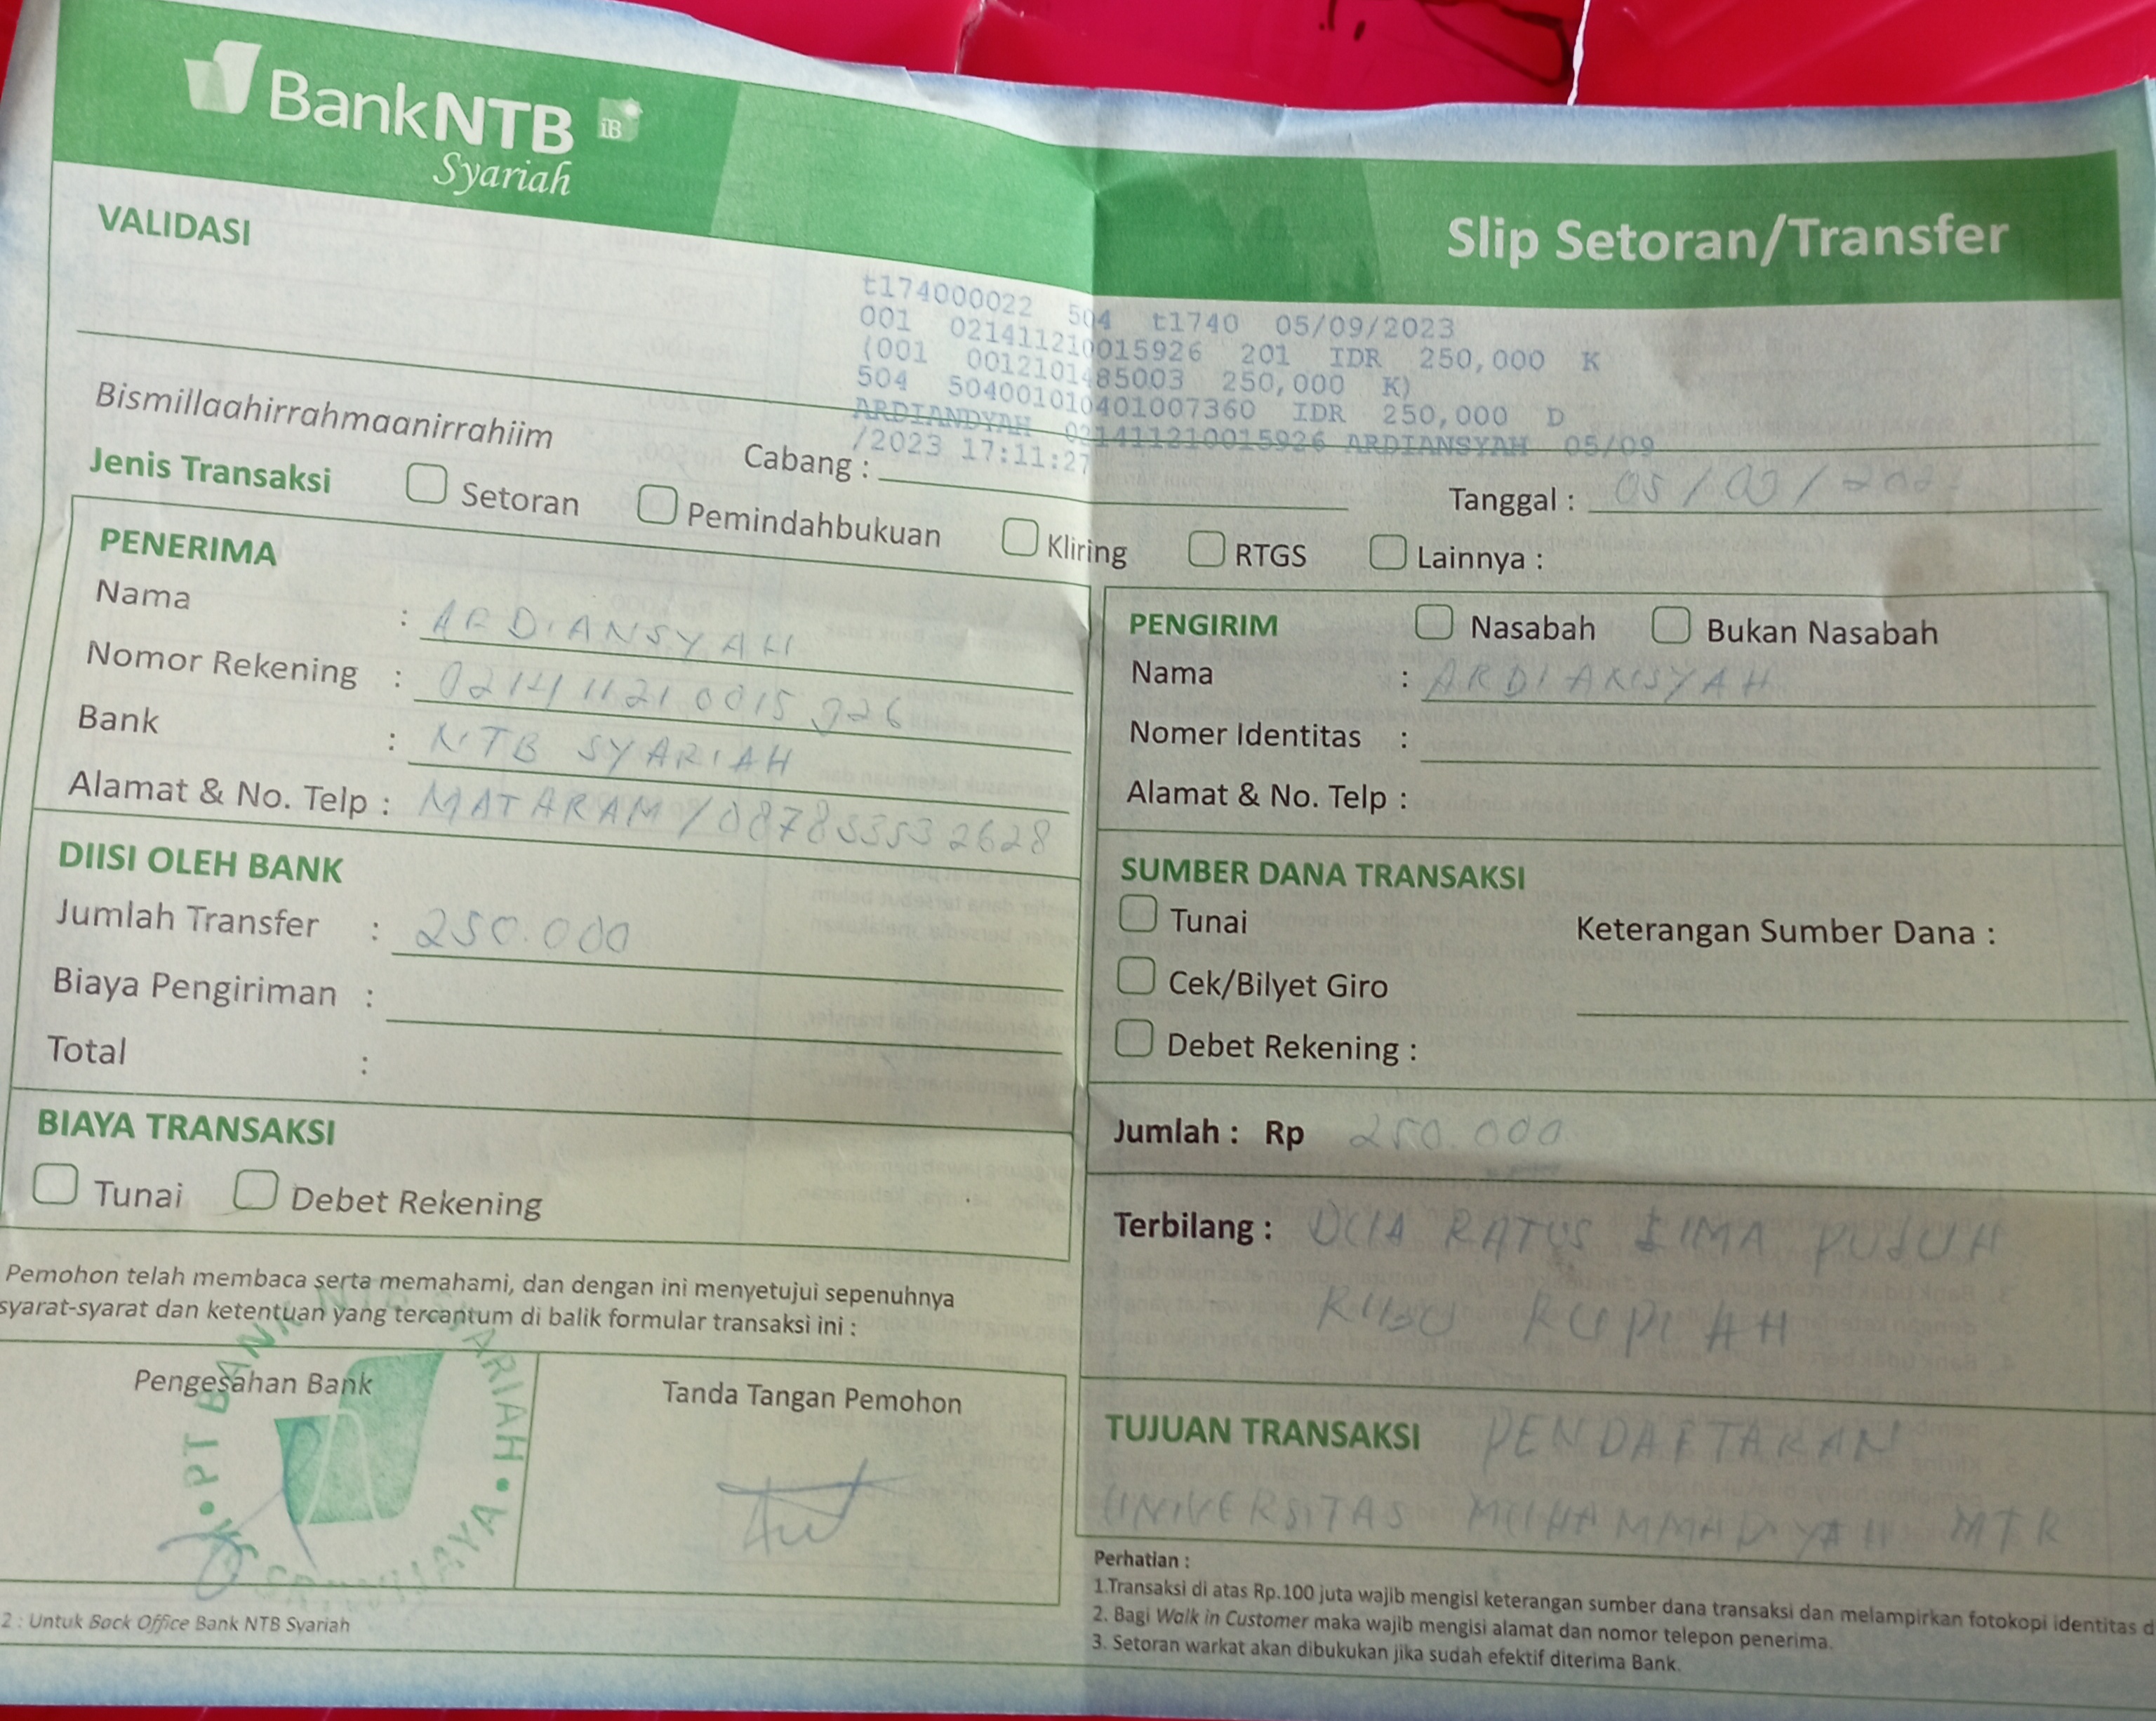 BankNTB iB
Syariah
Slip Setoran/Transfer
VALIDASI
t174000022 504 t1740 05/09/2023
001 021411210015926 201 IDR 250,000 K
(001 0012101485003 250,000 K)
504 504001010401007360 IDR 250,000 D
ARDIANDYAH 021411210015926 ARDIANSYAH 05/09
/2023 17:11:27
Bismillaahirrahmaanirrahiim
Cabang :
Tanggal : 05/09/
Jenis Transaksi Setoran Pemindahbukuan Kliring RTGS Lainnya :
PENERIMA
Nama : ARDIANSYAH
Nomor Rekening : 021411210015926
Bank : NTB SYARIAH
Alamat & No. Telp : MATARAM / 087853532628
PENGIRIM Nasabah Bukan Nasabah
Nama : ARDIANSYAH
Nomer Identitas :
Alamat & No. Telp :
DIISI OLEH BANK
Jumlah Transfer : 250.000
Biaya Pengiriman :
Total :
SUMBER DANA TRANSAKSI
Tunai
Keterangan Sumber Dana :
Cek/Bilyet Giro
Debet Rekening :
BIAYA TRANSAKSI
Tunai Debet Rekening
Jumlah : Rp 250.000
Terbilang : DUA RATUS LIMA PULUH
RIBU RUPIAH
Pemohon telah membaca serta memahami, dan dengan ini menyetujui sepenuhnya
syarat-syarat dan ketentuan yang tercantum di balik formular transaksi ini :
Pengesahan Bank
Tanda Tangan Pemohon
PT BANK ARIAH
TUJUAN TRANSAKSI PENDAFTARAN
UNIVERSITAS MUHAMMADYAH MTR
Perhatian :
1.Transaksi di atas Rp.100 juta wajib mengisi keterangan sumber dana transaksi dan melampirkan fotokopi identitas d
2. Bagi Walk in Customer maka wajib mengisi alamat dan nomor telepon penerima.
3. Setoran warkat akan dibukukan jika sudah efektif diterima Bank.
2 : Untuk Back Office Bank NTB Syariah